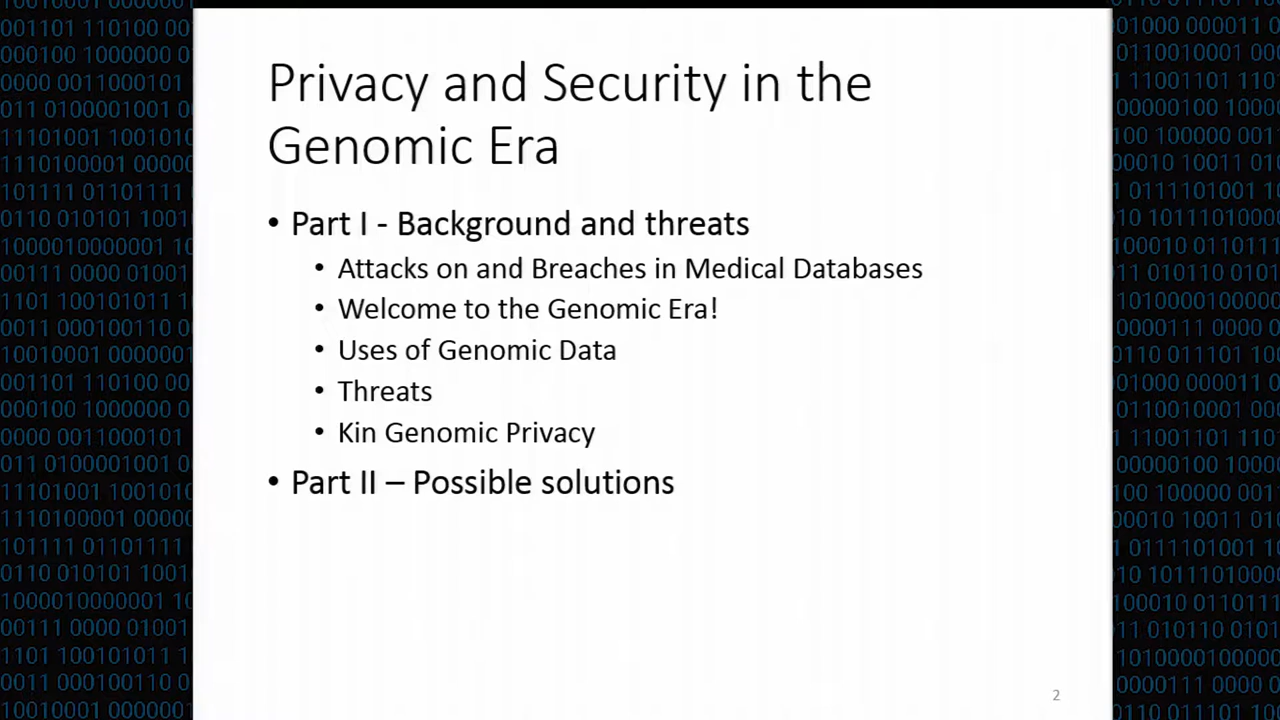 Privacy and Security in the
Genomic Era
• Part I - Background and threats
• Attacks on and Breaches in Medical Databases
• Welcome to the Genomic Era!
• Uses of Genomic Data
• Threats
• Kin Genomic Privacy
• Part II – Possible solutions
2